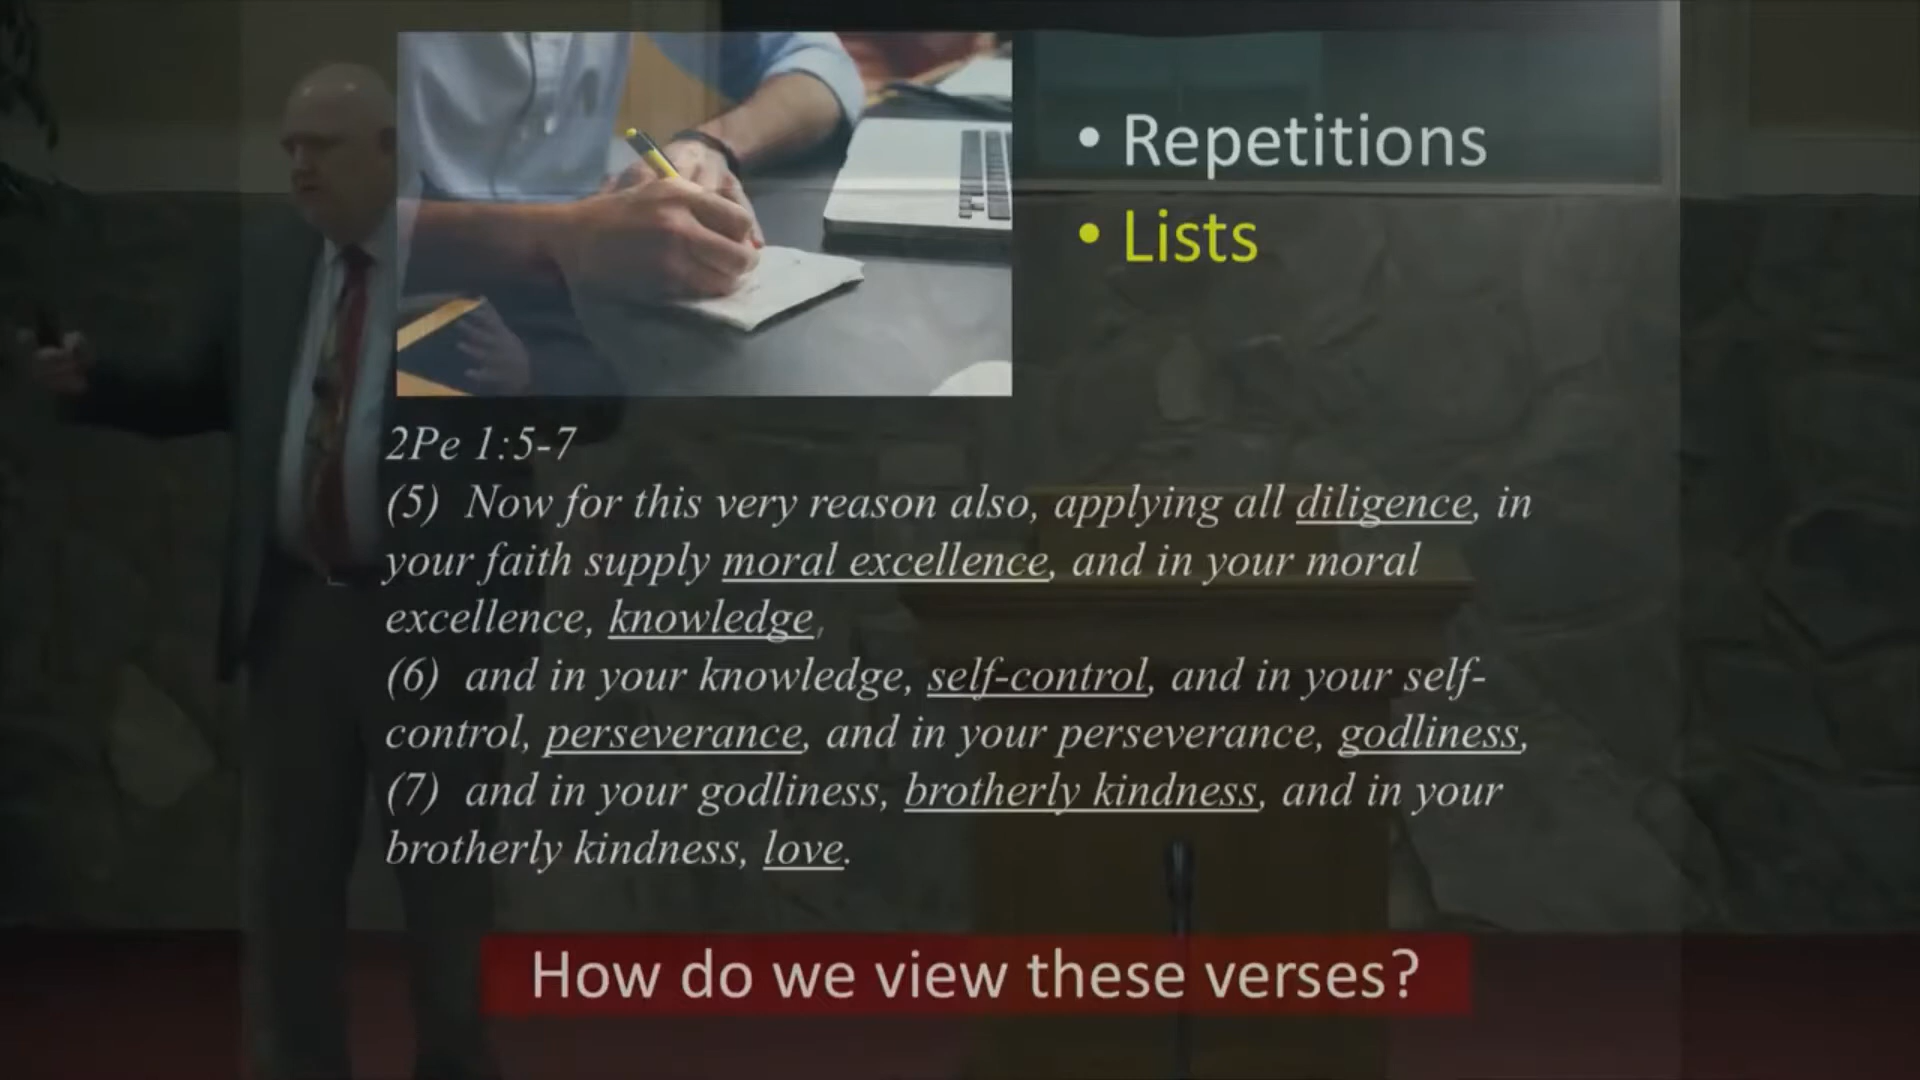 • Repetitions
• Lists
2Pe 1:5-7
(5) Now for this very reason also, applying all diligence, in
your faith supply moral excellence, and in your moral
excellence, knowledge,
(6) and in your knowledge, self-control, and in your self-
control, perseverance, and in your perseverance, godliness,
(7) and in your godliness, brotherly kindness, and in your
brotherly kindness, love.
How do we view these verses?